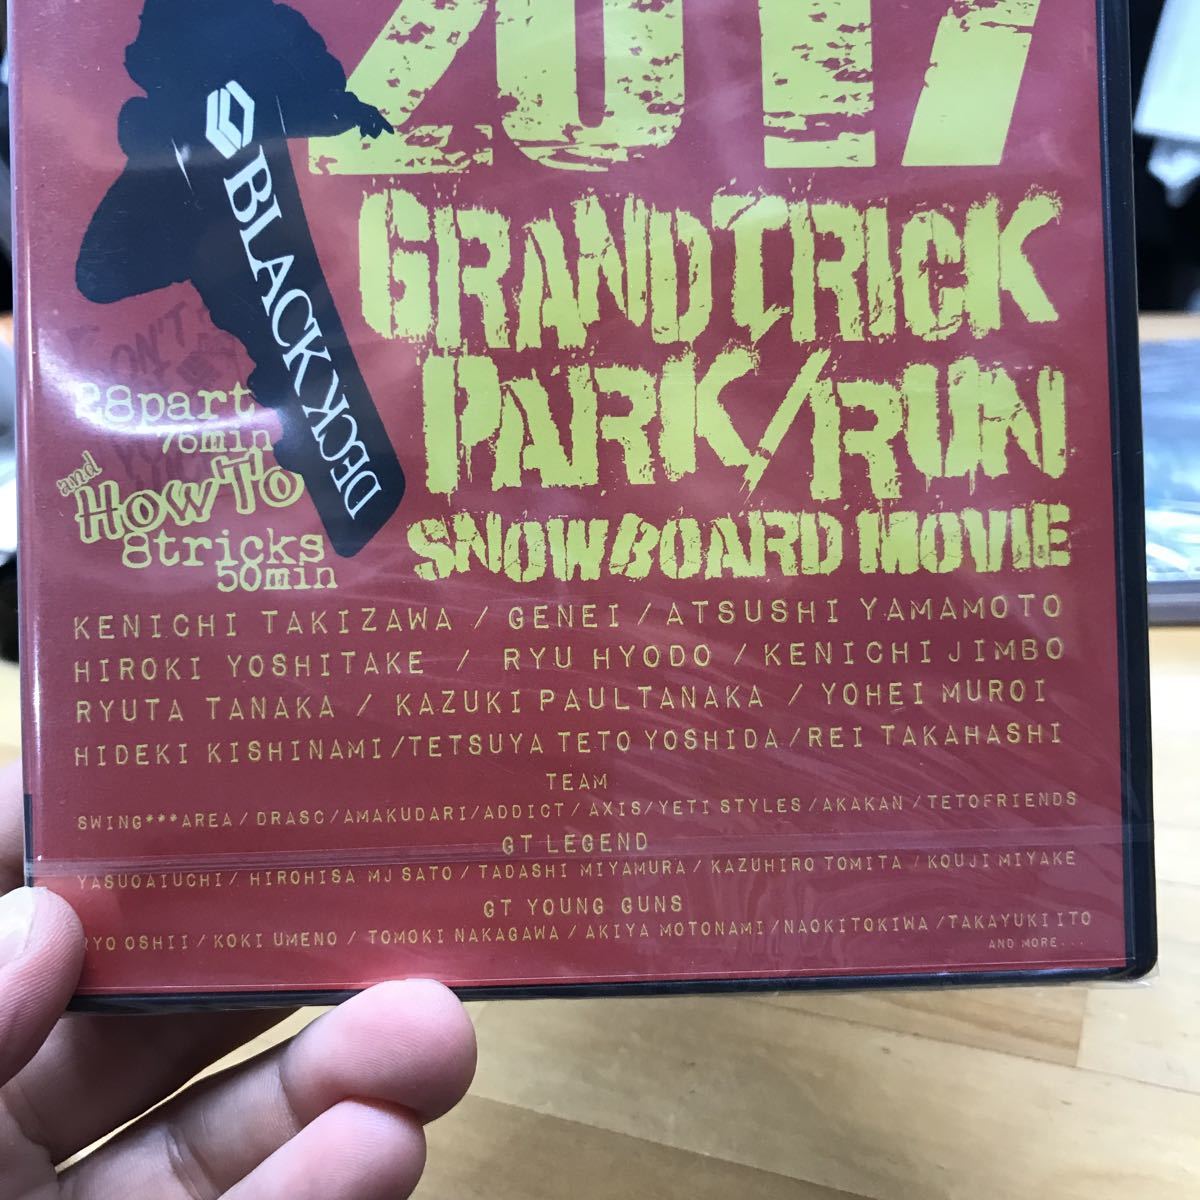 2017
GRANDTRICK
PARK/RUN
SNOWBOARD MOVIE
BLACK DECK
28part
76min
and
HowTo
8tricks
50min
KENICHI TAKIZAWA / GENEI / ATSUSHI YAMAMOTO
HIROKI YOSHITAKE / RYU HYODO / KENICHI JIMBO
RYUTA TANAKA / KAZUKI PAULTANAKA / YOHEI MUROI
HIDEKI KISHINAMI/TETSUYA TETO YOSHIDA/REI TAKAHASHI
TEAM
SWING***AREA/DRASC/AMAKUDARI/ADDICT/AXIS/YETI STYLES/AKAKAN/TETOFRIENDS
GT LEGEND
YASUOAIUCHI/ HIROHISA MJ SATO/TADASHI MIYAMURA/KAZUHIRO TOMITA/KOUJI MIYAKE
GT YOUNG GUNS
RYO OSHII/KOKI UMENO/ TOMOKI NAKAGAWA/AKIYA MOTONAMI/NAOKITOKIWA/TAKAYUKI ITO
AND MORE...